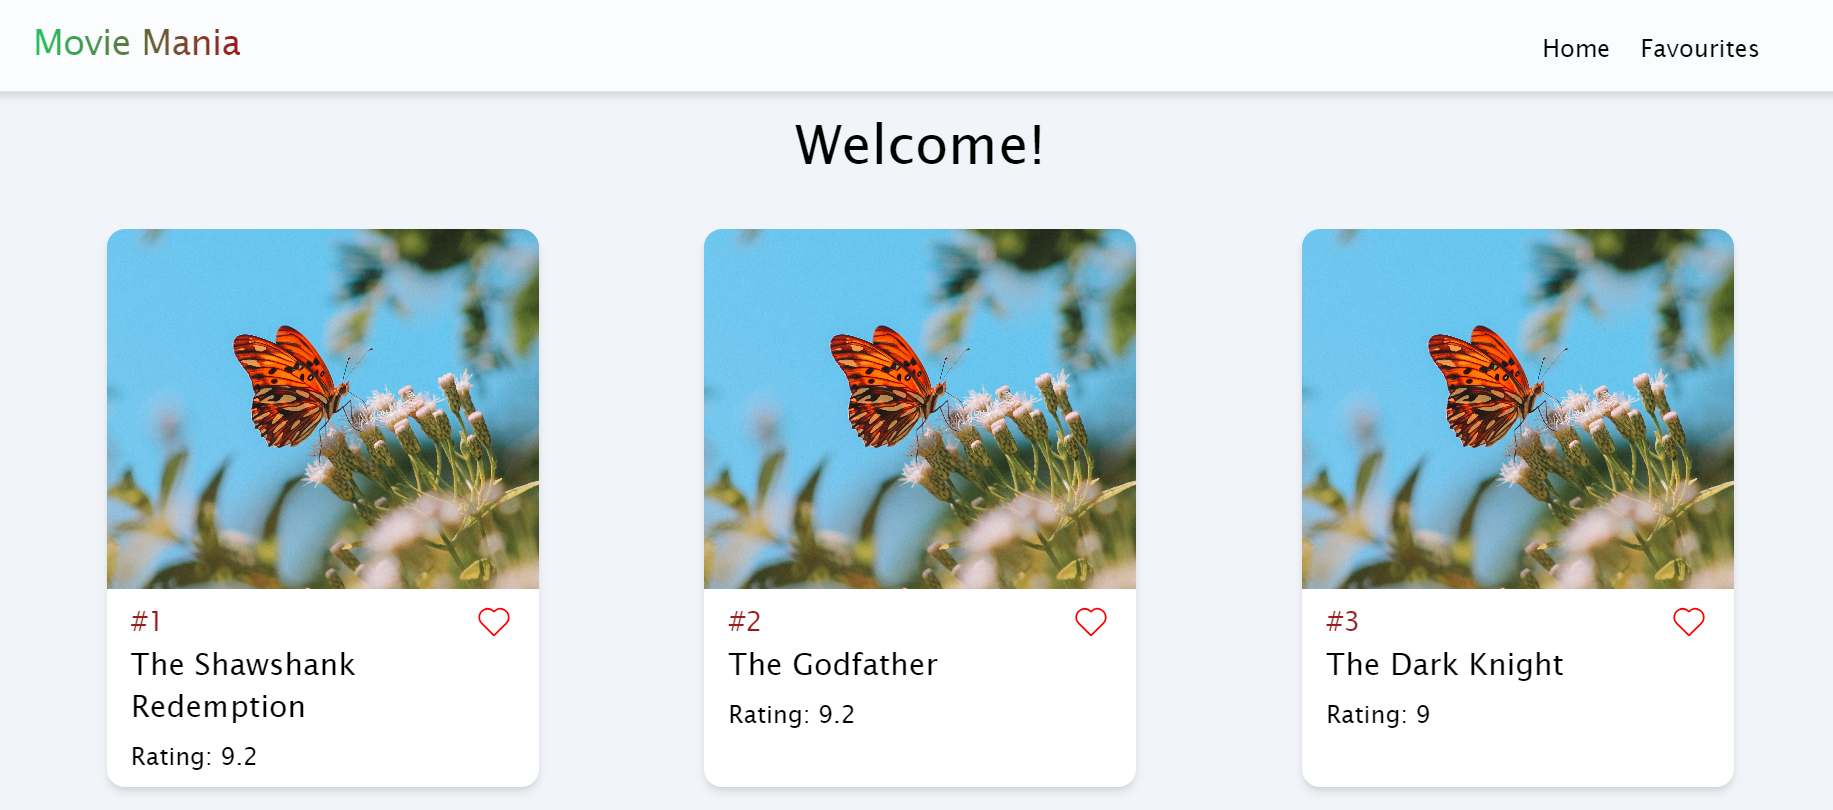 Movie Mania
Home Favourites
Welcome!
#1
The Shawshank
Redemption
Rating: 9.2
#2
The Godfather
Rating: 9.2
#3
The Dark Knight
Rating: 9